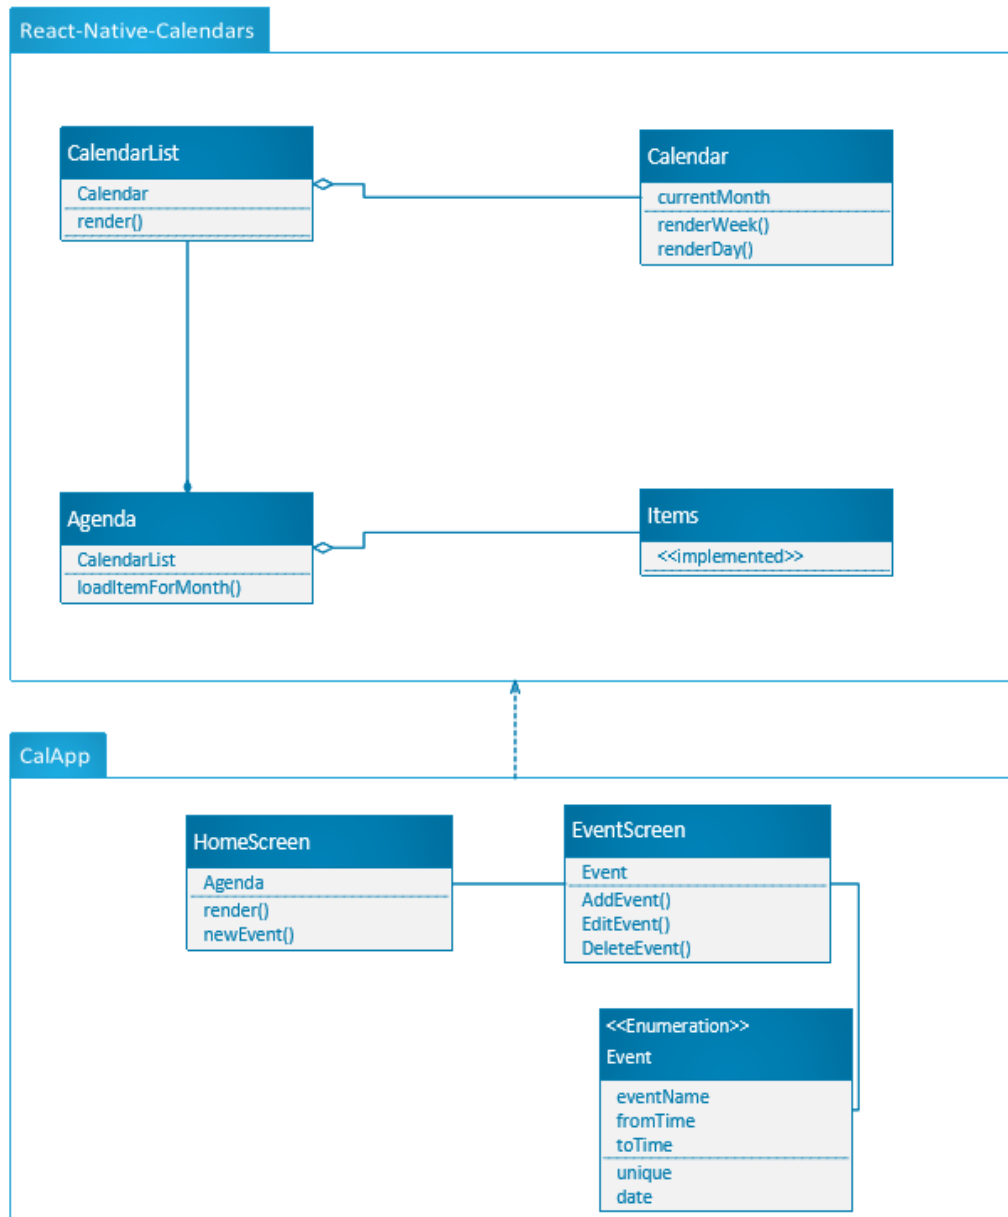 React-Native-Calendars
CalendarList
Calendar
render()
Calendar
currentMonth
renderWeek()
renderDay()
Agenda
CalendarList
loadItemForMonth()
Items
<<implemented>>
CalApp
HomeScreen
Agenda
render()
newEvent()
EventScreen
Event
AddEvent()
EditEvent()
DeleteEvent()
<<Enumeration>>
Event
eventName
fromTime
toTime
unique
date